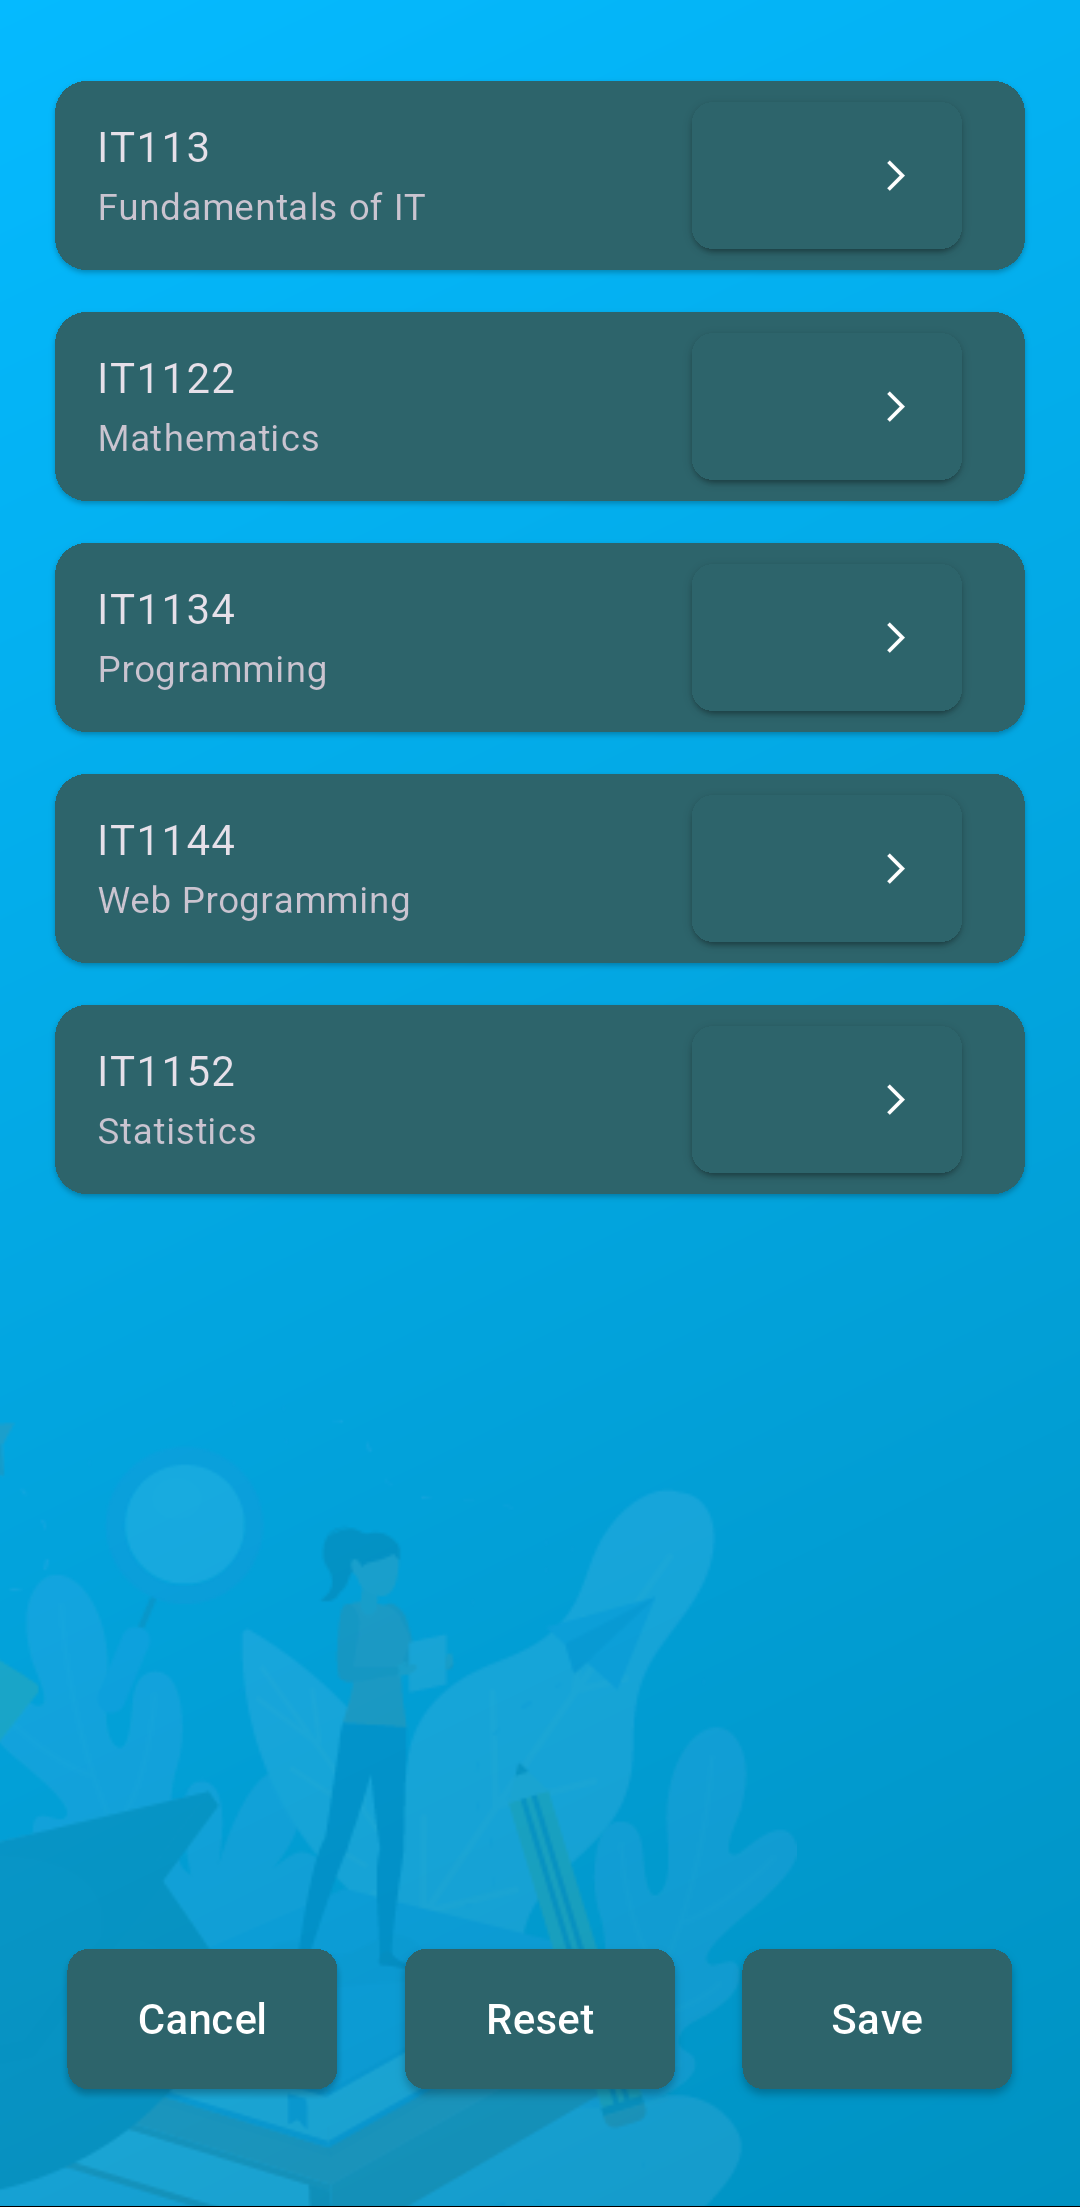 IT113
Fundamentals of IT
IT1122
Mathematics
IT1134
Programming
IT1144
Web Programming
IT1152
Statistics
Cancel
Reset
Save